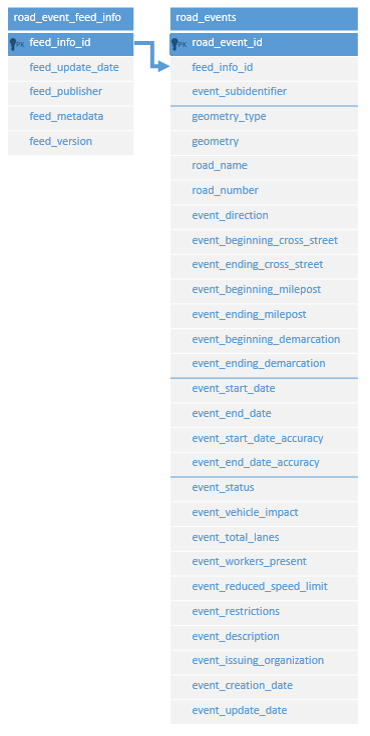 road_event_feed_info
PK feed_info_id
feed_update_date
feed_publisher
feed_metadata
feed_version
road_events
PK road_event_id
feed_info_id
event_subidentifier
geometry_type
geometry
road_name
road_number
event_direction
event_beginning_cross_street
event_ending_cross_street
event_beginning_milepost
event_ending_milepost
event_beginning_demarcation
event_ending_demarcation
event_start_date
event_end_date
event_start_date_accuracy
event_end_date_accuracy
event_status
event_vehicle_impact
event_total_lanes
event_workers_present
event_reduced_speed_limit
event_restrictions
event_description
event_issuing_organization
event_creation_date
event_update_date